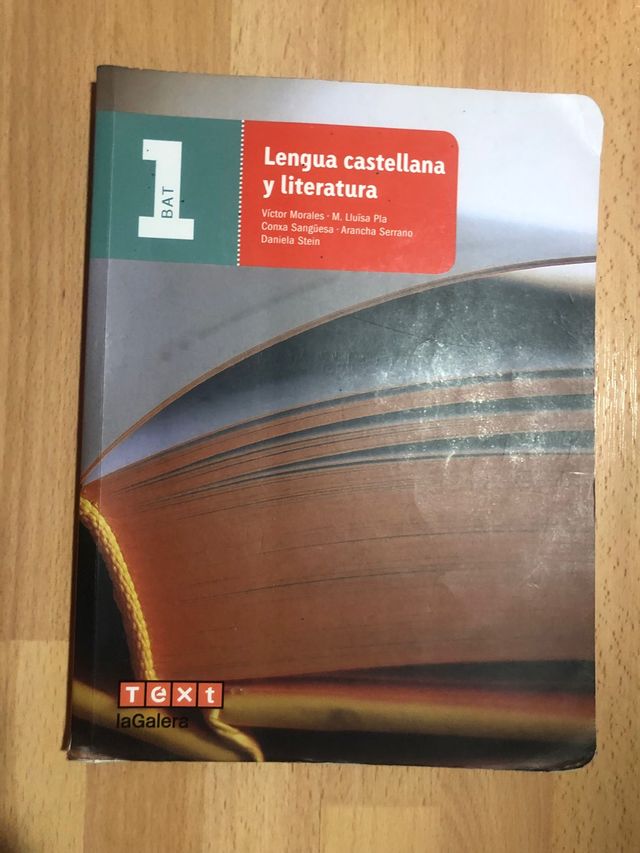 1
BAT
Lengua castellana
y literatura
Víctor Morales · M. Lluïsa Pla
Conxa Sangüesa · Arancha Serrano
Daniela Stein
Text
laGalera